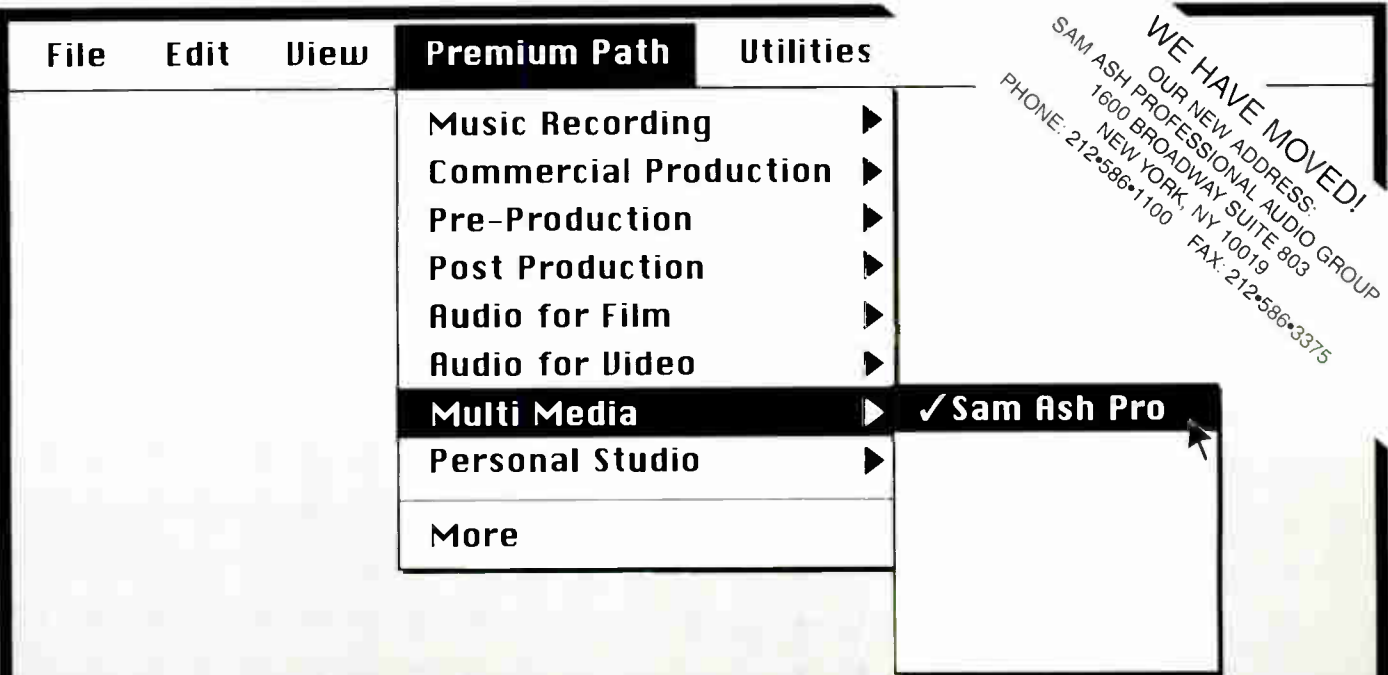 File Edit View Premium Path Utilities
Music Recording
Commercial Production
Pre-Production
Post Production
Audio for Film
Audio for Video
Multi Media
✓Sam Ash Pro
Personal Studio
More
WE HAVE MOVED!
OUR NEW ADDRESS:
SAM ASH PROFESSIONAL AUDIO GROUP
1600 BROADWAY SUITE 803
NEW YORK, NY 10019
PHONE: 212•586•1100 FAX: 212•586•3375